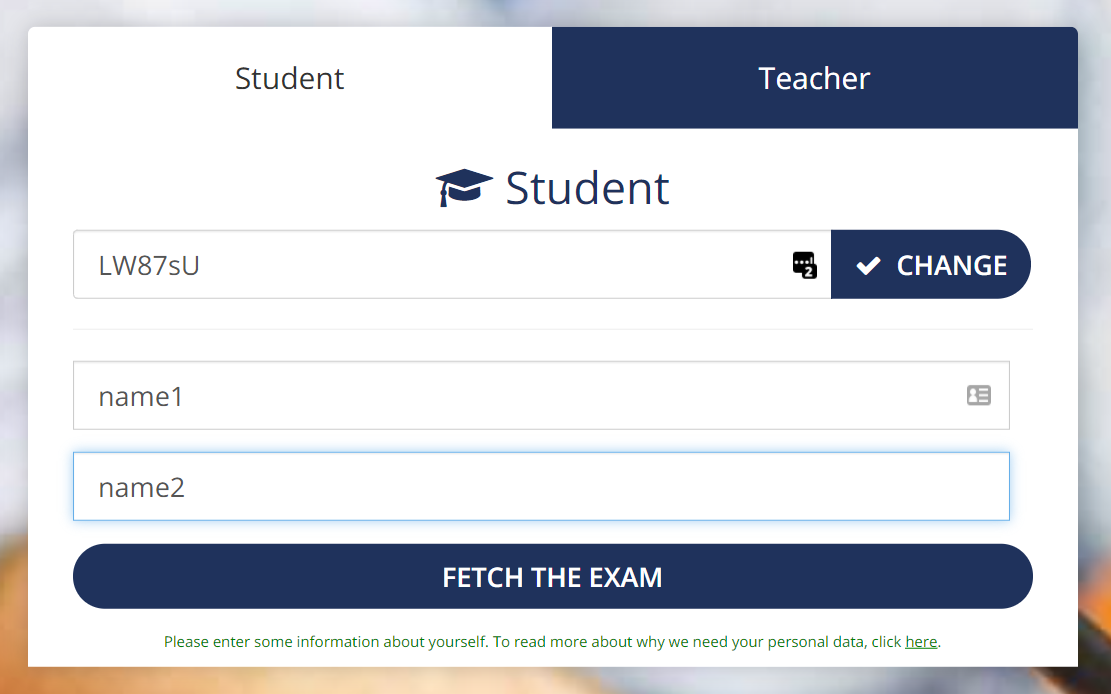 Student
Teacher
Student
LW87sU
2
CHANGE
name1
name2
FETCH THE EXAM
Please enter some information about yourself. To read more about why we need your personal data, click here.